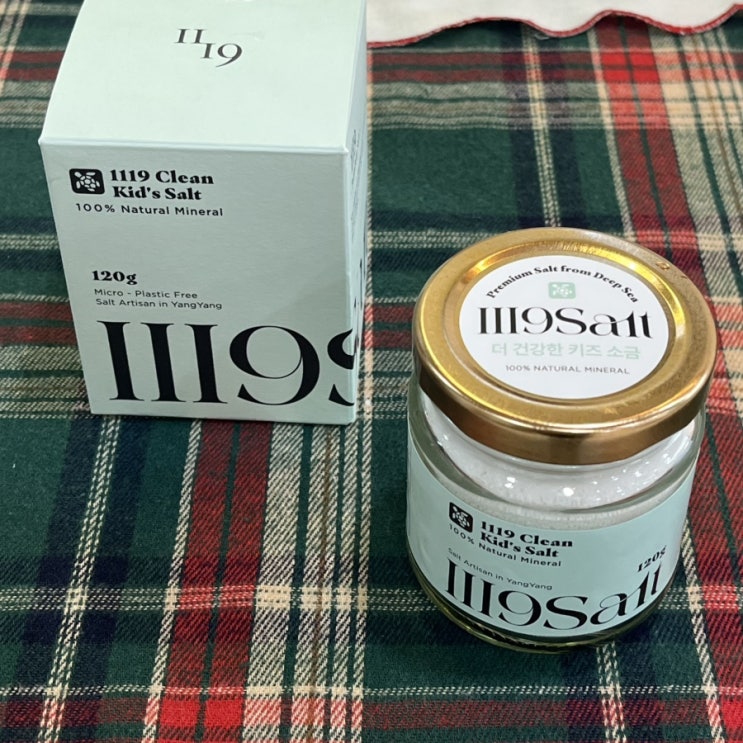 1119
1119 Clean
Kid's Salt
100% Natural Mineral
120g
Micro - Plastic Free
Salt Artisan in YangYang
1119S
Premium Salt from Deep Sea
1119Salt
더 건강한 키즈 소금
100% NATURAL MINERAL
1119 Clean
Kid's Salt
100% Natural Mineral
Salt Artisan in YangYang
120g
1119Salt